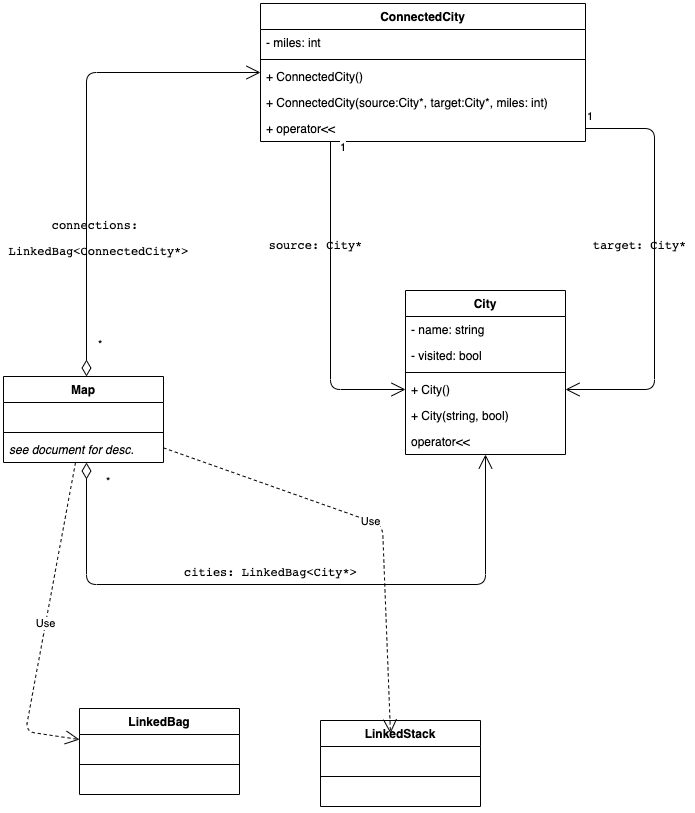 ConnectedCity
- miles: int
+ ConnectedCity()
+ ConnectedCity(source:City*, target:City*, miles: int)
+ operator<<
1
1
connections:
LinkedBag<ConnectedCity*>
source: City*
target: City*
City
- name: string
- visited: bool
+ City()
+ City(string, bool)
operator<<
*
Map
see document for desc.
*
Use
cities: LinkedBag<City*>
Use
LinkedBag
LinkedStack